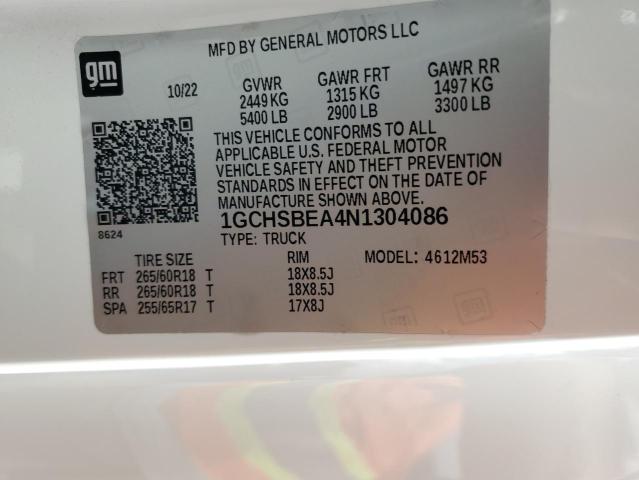 MFD BY GENERAL MOTORS LLC
gm
10/22 GVWR GAWR FRT GAWR RR
2449 KG 1315 KG 1497 KG
5400 LB 2900 LB 3300 LB
THIS VEHICLE CONFORMS TO ALL
APPLICABLE U.S. FEDERAL MOTOR
VEHICLE SAFETY AND THEFT PREVENTION
STANDARDS IN EFFECT ON THE DATE OF
MANUFACTURE SHOWN ABOVE.
1GCHSBEA4N1304086
8624
TYPE: TRUCK
TIRE SIZE RIM MODEL: 4612M53
FRT 265/60R18 T 18X8.5J
RR 265/60R18 T 18X8.5J
SPA 255/65R17 T 17X8J